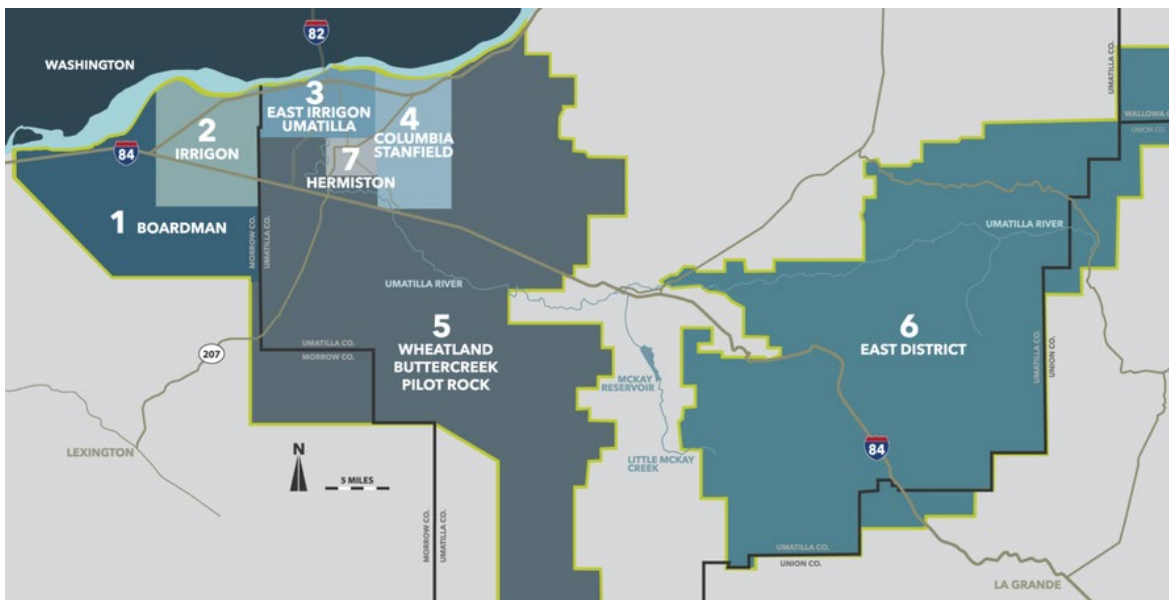 82
WASHINGTON
3
EAST IRRIGON
UMATILLA
4
COLUMBIA
STANFIELD
2
IRRIGON
84
7
HERMISTON
1 BOARDMAN
MORROW CO.
UMATILLA CO.
UMATILLA RIVER
5
WHEATLAND
BUTTERCREEK
PILOT ROCK
UMATILLA CO.
MORROW CO.
207
LEXINGTON
N
5 MILES
MORROW CO.
UMATILLA CO.
MCKAY
RESERVOIR
LITTLE MCKAY
CREEK
6
EAST DISTRICT
UMATILLA RIVER
UMATILLA CO.
WALLOWA
UNION CO.
UMATILLA CO.
UNION CO.
84
UMATILLA CO.
UNION CO.
LA GRANDE